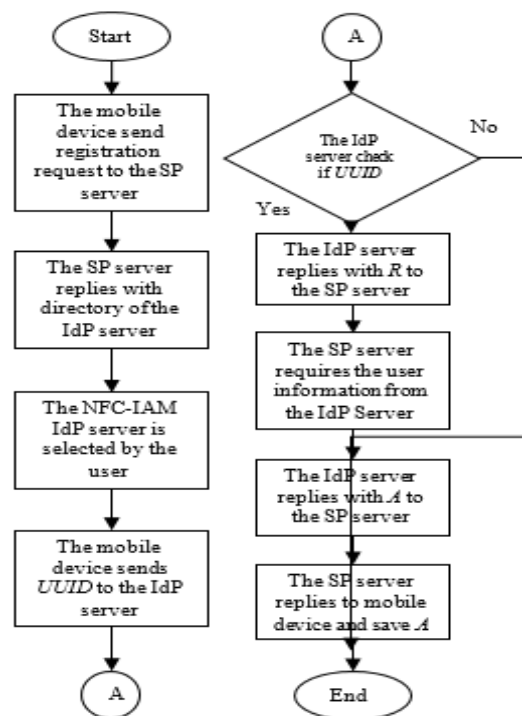 Start
The mobile
device send
registration
request to the SP
server
The SP server
replies with
directory of the
IdP server
The NFC-IAM
IdP server is
selected by the
user
The mobile
device sends
UUID to the IdP
server
A
A
The IdP
server check
if UUID
No
Yes
The IdP server
replies with R to
the SP server
The SP server
requires the user
information from
the IdP Server
The IdP server
replies with A to
the SP server
The SP server
replies to mobile
device and save A
End